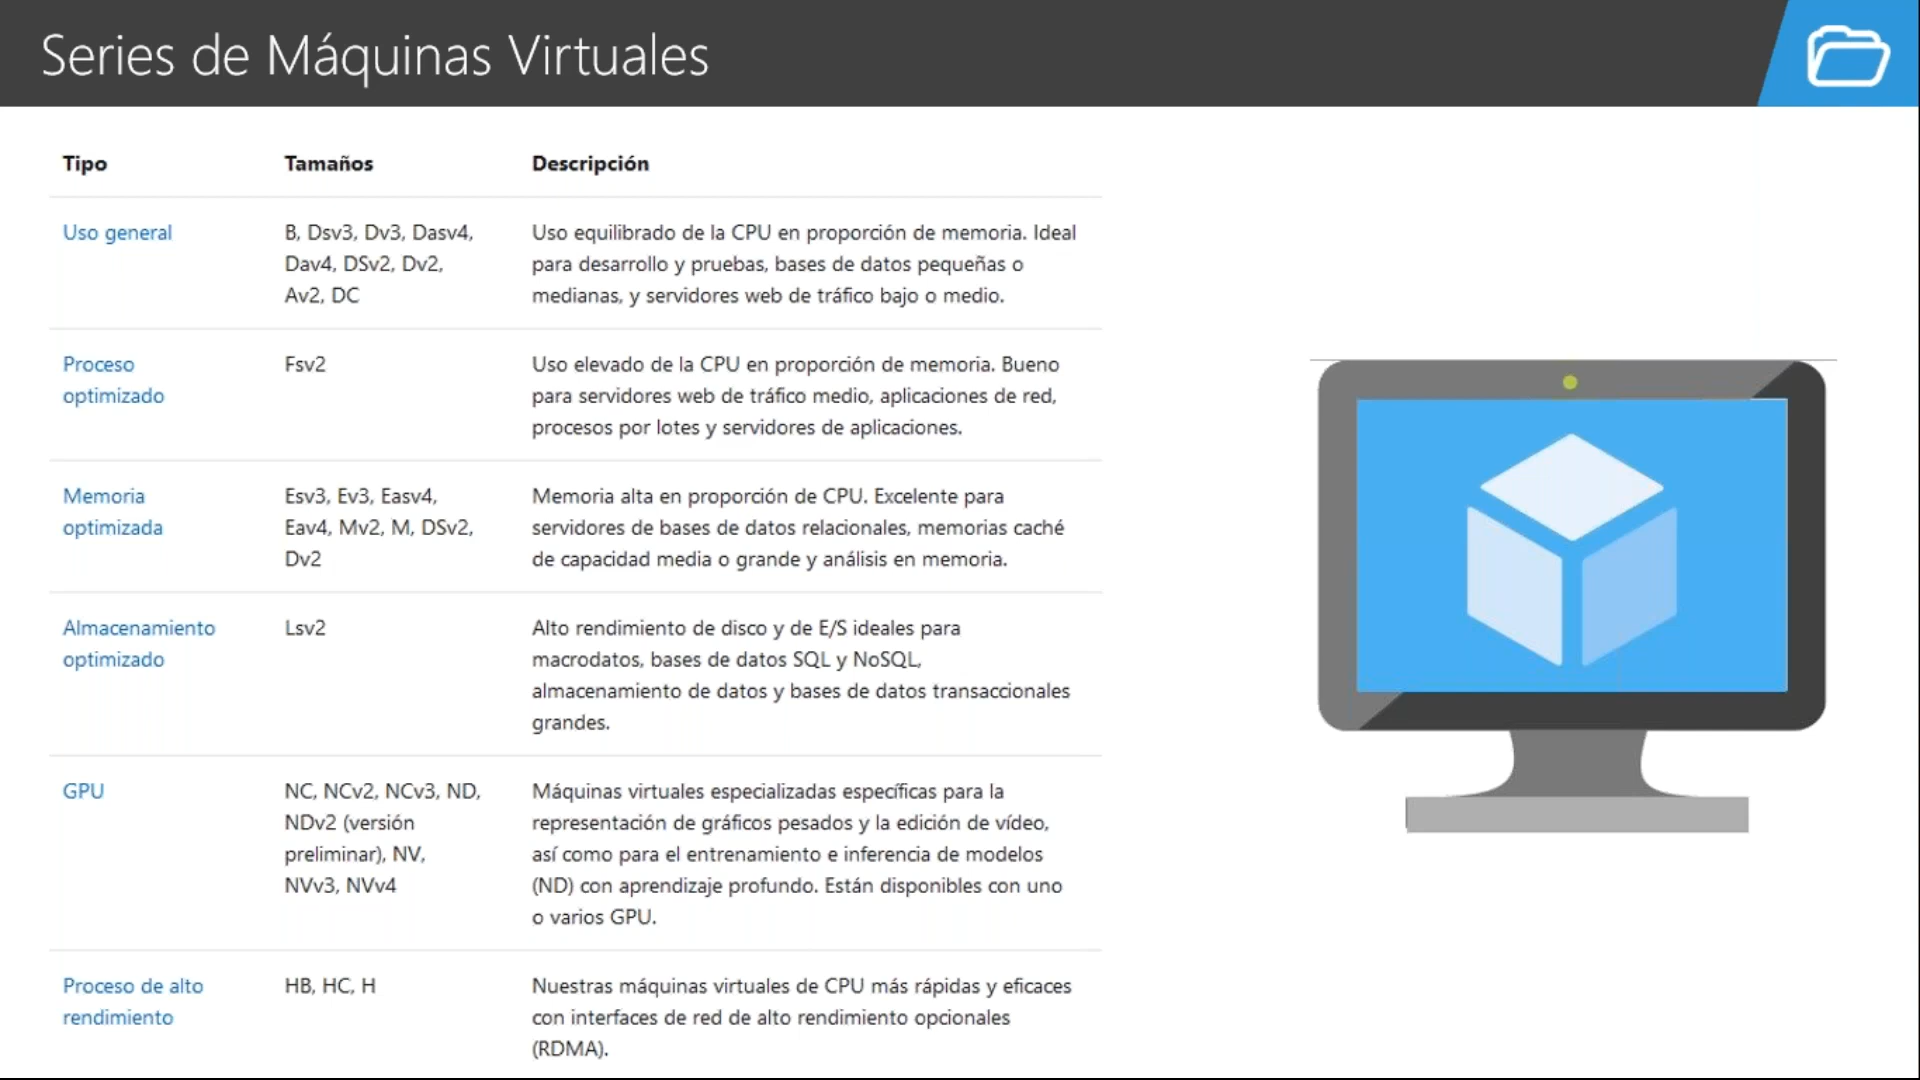 Series de Máquinas Virtuales
Tipo Tamaños Descripción
Uso general
B, Dsv3, Dv3, Dasv4,
Dav4, DSv2, Dv2,
Av2, DC
Uso equilibrado de la CPU en proporción de memoria. Ideal
para desarrollo y pruebas, bases de datos pequeñas o
medianas, y servidores web de tráfico bajo o medio.
Proceso
optimizado
Fsv2
Uso elevado de la CPU en proporción de memoria. Bueno
para servidores web de tráfico medio, aplicaciones de red,
procesos por lotes y servidores de aplicaciones.
Memoria
optimizada
Esv3, Ev3, Easv4,
Eav4, Mv2, M, DSv2,
Dv2
Memoria alta en proporción de CPU. Excelente para
servidores de bases de datos relacionales, memorias caché
de capacidad media o grande y análisis en memoria.
Almacenamiento
optimizado
Lsv2
Alto rendimiento de disco y de E/S ideales para
macrodatos, bases de datos SQL y NoSQL,
almacenamiento de datos y bases de datos transaccionales
grandes.
GPU
NC, NCv2, NCv3, ND,
NDv2 (versión
preliminar), NV,
NVv3, NVv4
Máquinas virtuales especializadas específicas para la
representación de gráficos pesados y la edición de vídeo,
así como para el entrenamiento e inferencia de modelos
(ND) con aprendizaje profundo. Están disponibles con uno
o varios GPU.
Proceso de alto
rendimiento
HB, HC, H
Nuestras máquinas virtuales de CPU más rápidas y eficaces
con interfaces de red de alto rendimiento opcionales
(RDMA).